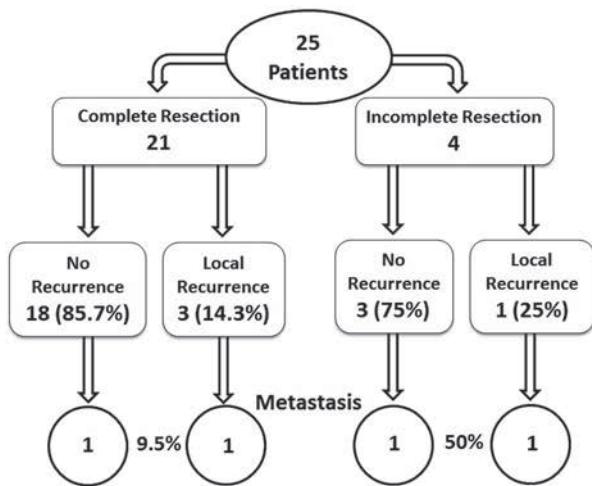 25
Patients
Complete Resection
21
Incomplete Resection
4
No
Recurrence
18 (85.7%)
Local
Recurrence
3 (14.3%)
No
Recurrence
3 (75%)
Local
Recurrence
1 (25%)
Metastasis
1
9.5%
1
1
50%
1